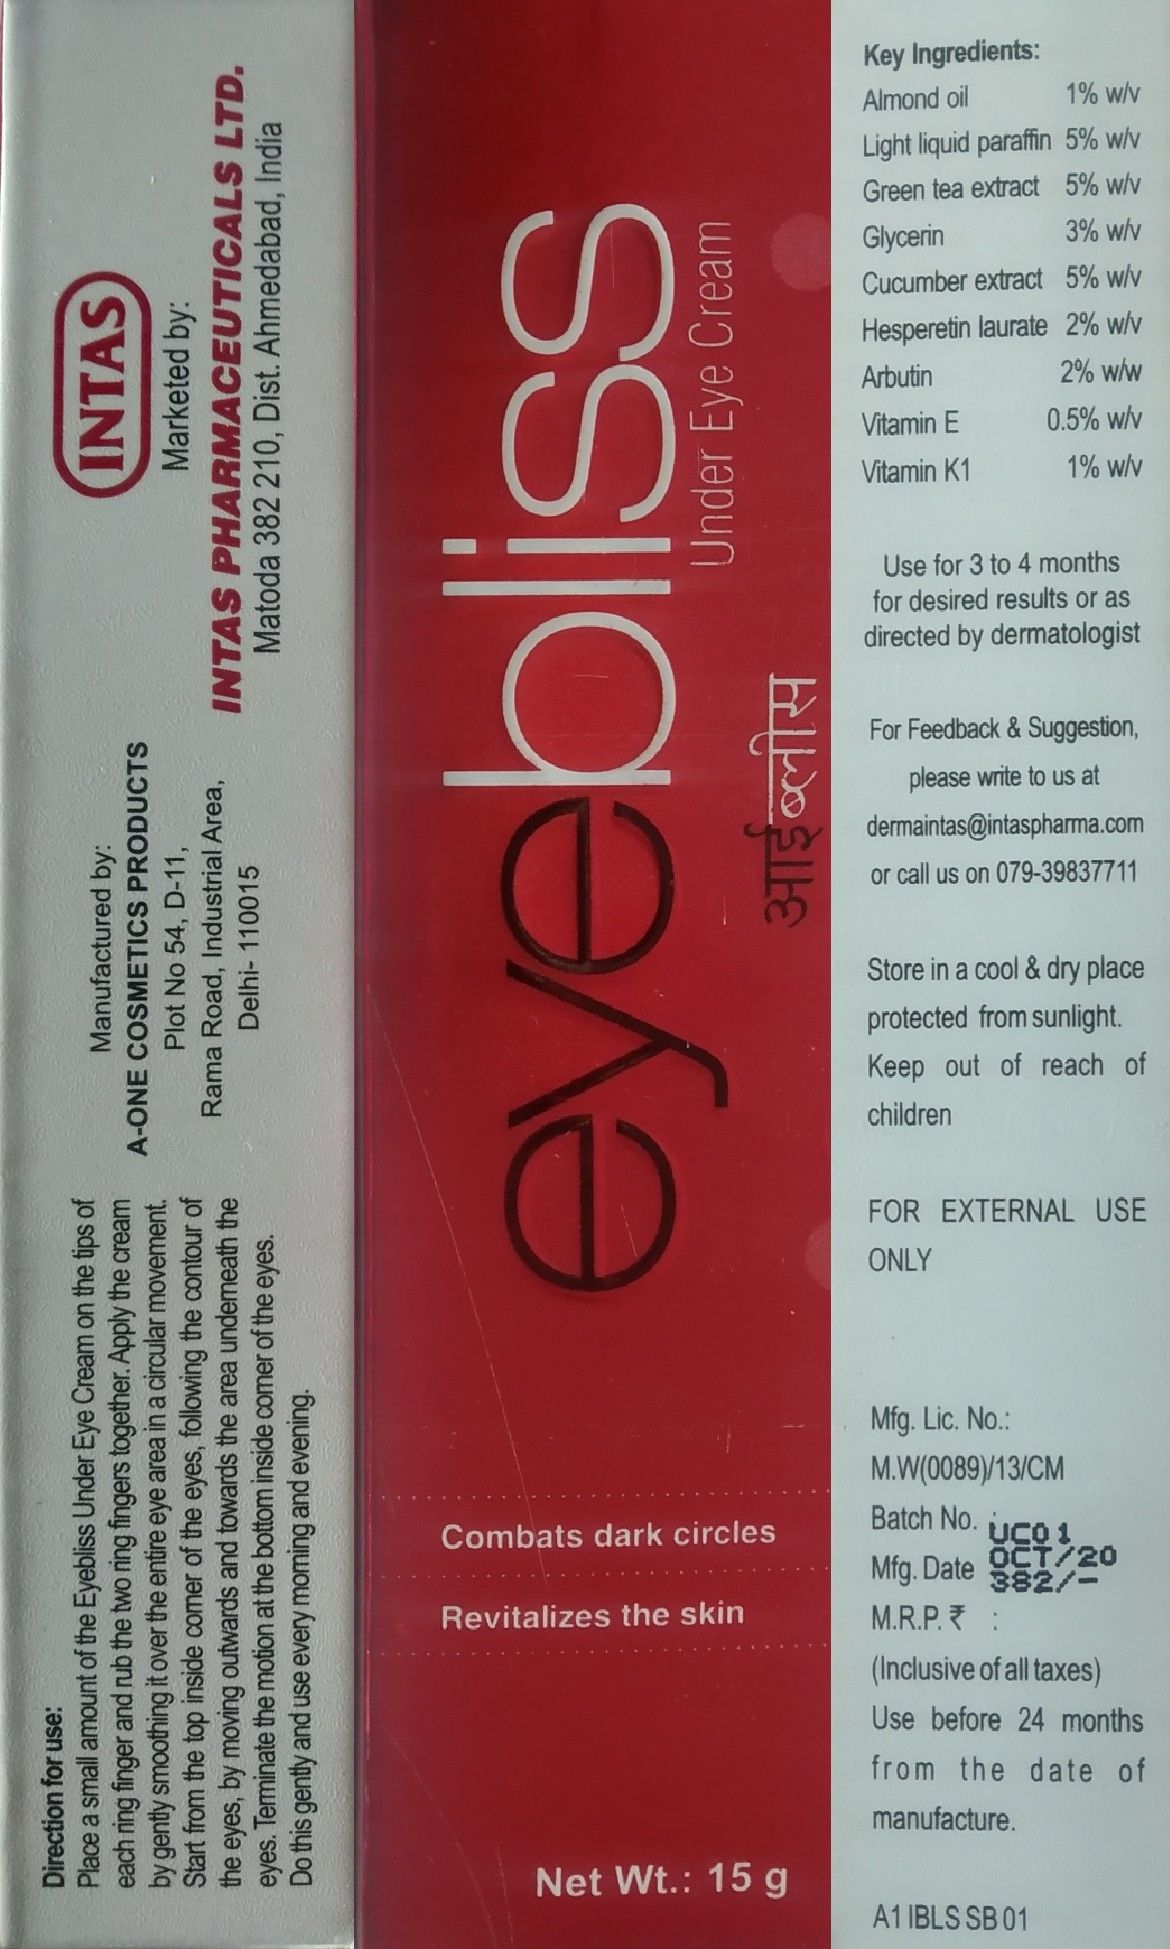 Direction for use:
Place a small amount of the Eyebliss Under Eye Cream on the tips of
each ring finger and rub the two ring fingers together. Apply the cream
by gently smoothing it over the entire eye area in a circular movement.
Start from the top inside corner of the eyes, following the contour of
the eyes, by moving outwards and towards the area underneath the
eyes. Terminate the motion at the bottom inside corner of the eyes.
Do this gently and use every morning and evening.
Manufactured by:
A-ONE COSMETICS PRODUCTS
Plot No 54, D-11,
Rama Road, Industrial Area,
Delhi- 110015
INTAS
Marketed by:
INTAS PHARMACEUTICALS LTD.
Matoda 382 210, Dist. Ahmedabad, India
eyebliss
Under Eye Cream
आईब्लीस
Combats dark circles
Revitalizes the skin
Net Wt.: 15 g
Key Ingredients:
Almond oil 1% w/v
Light liquid paraffin 5% w/v
Green tea extract 5% w/v
Glycerin 3% w/v
Cucumber extract 5% w/v
Hesperetin laurate 2% w/v
Arbutin 2% w/w
Vitamin E 0.5% w/v
Vitamin K1 1% w/v
Use for 3 to 4 months
for desired results or as
directed by dermatologist
For Feedback & Suggestion,
please write to us at
dermaintas@intaspharma.com
or call us on 079-39837711
Store in a cool & dry place
protected from sunlight.
Keep out of reach of
children
FOR EXTERNAL USE
ONLY
Mfg. Lic. No.:
M.W(0089)/13/CM
Batch No. : UC01
Mfg. Date OCT/20
382/-
M.R.P. ₹ :
(Inclusive of all taxes)
Use before 24 months
from the date of
manufacture.
A1 IBLS SB 01